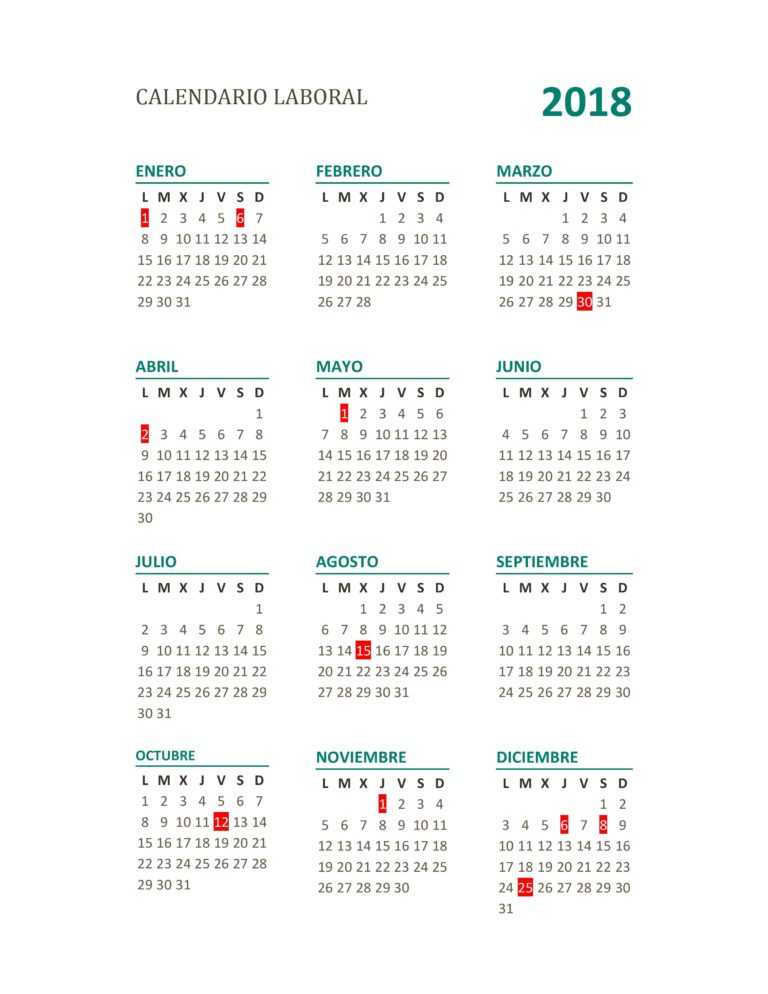 CALENDARIO LABORAL 2018
ENERO FEBRERO MARZO
L M X J V S D L M X J V S D L M X J V S D
1 2 3 4 5 6 7 1 2 3 4 1 2 3 4
8 9 10 11 12 13 14 5 6 7 8 9 10 11 5 6 7 8 9 10 11
15 16 17 18 19 20 21 12 13 14 15 16 17 18 12 13 14 15 16 17 18
22 23 24 25 26 27 28 19 20 21 22 23 24 25 19 20 21 22 23 24 25
29 30 31 26 27 28 26 27 28 29 30 31
ABRIL MAYO JUNIO
L M X J V S D L M X J V S D L M X J V S D
1 1 2 3 4 5 6 1 2 3
2 3 4 5 6 7 8 7 8 9 10 11 12 13 4 5 6 7 8 9 10
9 10 11 12 13 14 15 14 15 16 17 18 19 20 11 12 13 14 15 16 17
16 17 18 19 20 21 22 21 22 23 24 25 26 27 18 19 20 21 22 23 24
23 24 25 26 27 28 29 28 29 30 31 25 26 27 28 29 30
30
JULIO AGOSTO SEPTIEMBRE
L M X J V S D L M X J V S D L M X J V S D
1 1 2 3 4 5 1 2
2 3 4 5 6 7 8 6 7 8 9 10 11 12 3 4 5 6 7 8 9
9 10 11 12 13 14 15 13 14 15 16 17 18 19 10 11 12 13 14 15 16
16 17 18 19 20 21 22 20 21 22 23 24 25 26 17 18 19 20 21 22 23
23 24 25 26 27 28 29 27 28 29 30 31 24 25 26 27 28 29 30
30 31
OCTUBRE NOVIEMBRE DICIEMBRE
L M X J V S D L M X J V S D L M X J V S D
1 2 3 4 5 6 7 1 2 3 4 1 2
8 9 10 11 12 13 14 5 6 7 8 9 10 11 3 4 5 6 7 8 9
15 16 17 18 19 20 21 12 13 14 15 16 17 18 10 11 12 13 14 15 16
22 23 24 25 26 27 28 19 20 21 22 23 24 25 17 18 19 20 21 22 23
29 30 31 26 27 28 29 30 24 25 26 27 28 29 30
31